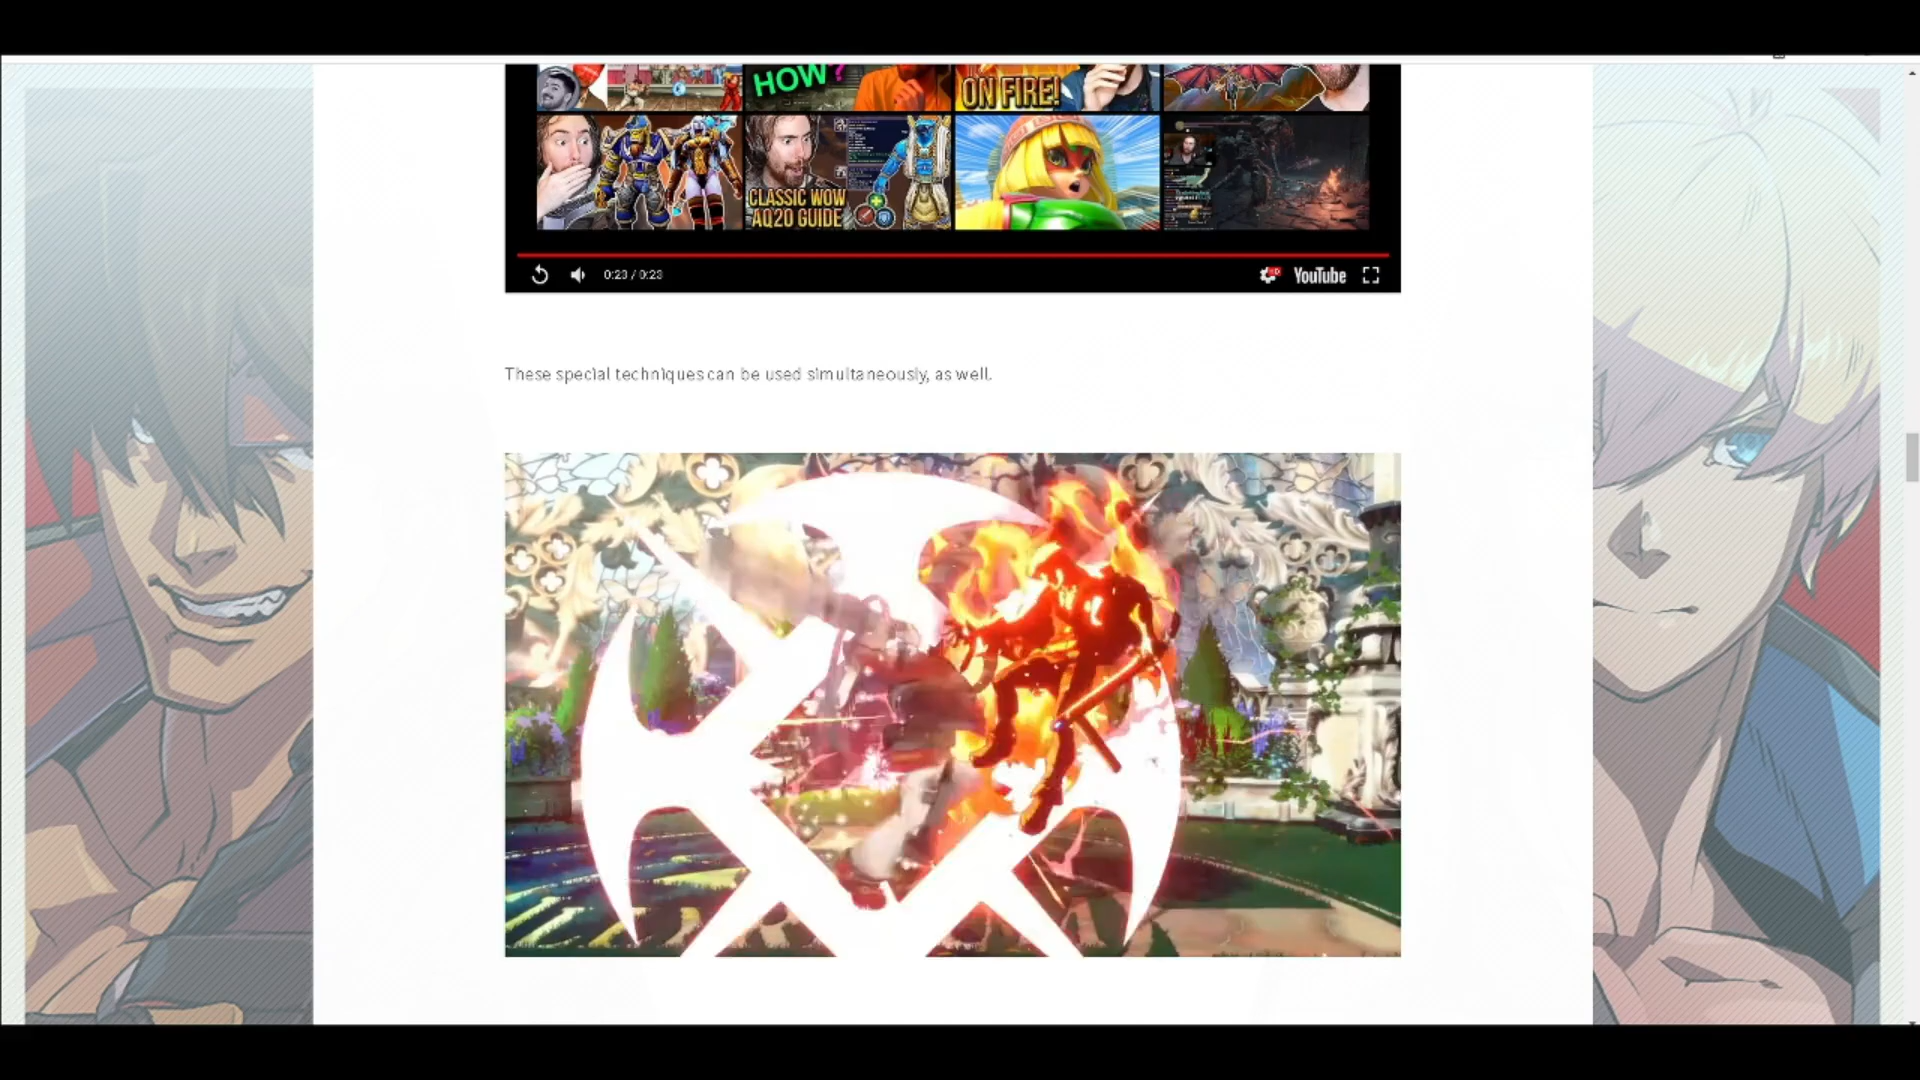 HOW?
ON FIRE!
CLASSIC WOW
AQ20 GUIDE
0:23 / 0:23
HD
YouTube
These special techniques can be used simultaneously, as well.